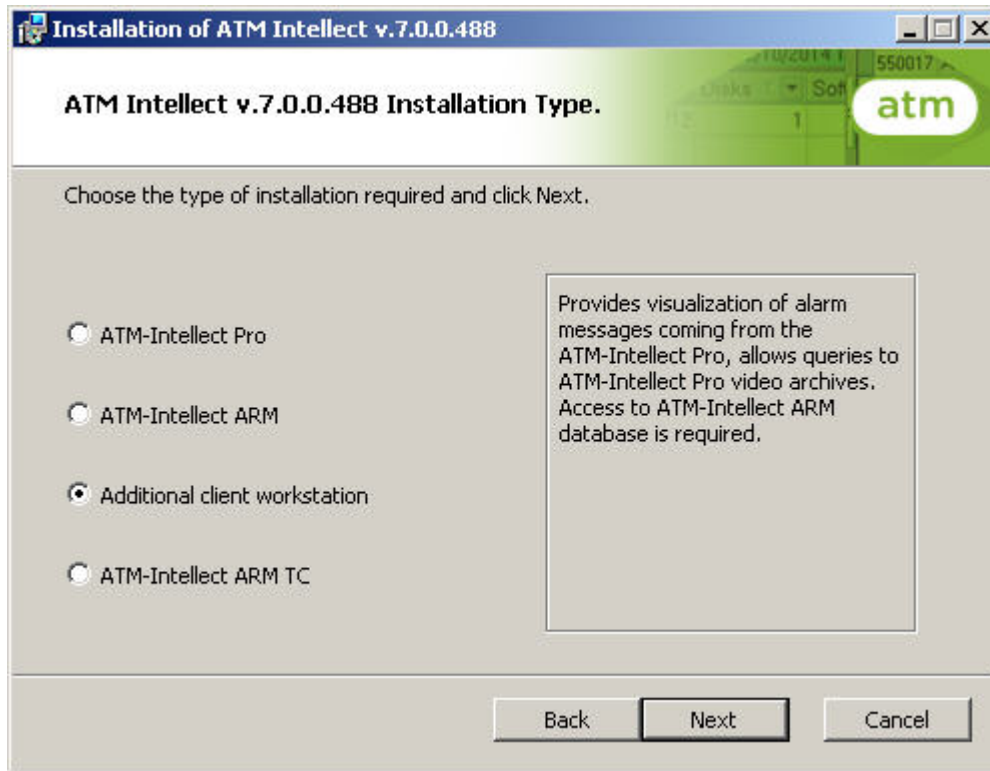 Installation of ATM Intellect v.7.0.0.488
ATM Intellect v.7.0.0.488 Installation Type.
550017
Disks
1
atm
Choose the type of installation required and click Next.
ATM-Intellect Pro
ATM-Intellect ARM
Additional client workstation
ATM-Intellect ARM TC
Provides visualization of alarm
messages coming from the
ATM-Intellect Pro, allows queries to
ATM-Intellect Pro video archives.
Access to ATM-Intellect ARM
database is required.
Back
Next
Cancel